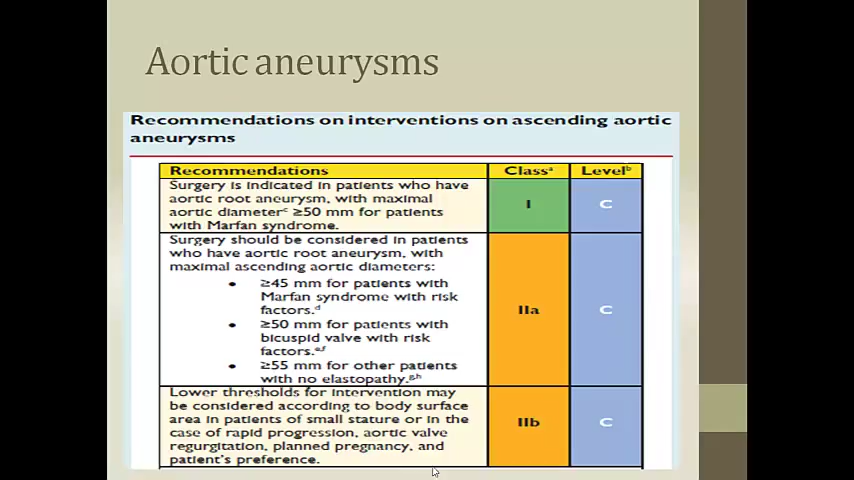 Aortic aneurysms
Recommendations on interventions on ascending aortic
aneurysms
Recommendations Classᵃ Levelᵇ
Surgery is indicated in patients who have
aortic root aneurysm, with maximal
aortic diameterᶜ ≥50 mm for patients
with Marfan syndrome.
I C
Surgery should be considered in patients
who have aortic root aneurysm, with
maximal ascending aortic diameters:
• ≥45 mm for patients with
Marfan syndrome with risk
factors.ᵈ
• ≥50 mm for patients with
bicuspid valve with risk
factors.ᵉ,ᶠ
• ≥55 mm for other patients
with no elastopathy.ᵍ,ʰ
IIa C
Lower thresholds for intervention may
be considered according to body surface
area in patients of small stature or in the
case of rapid progression, aortic valve
regurgitation, planned pregnancy, and
patient's preference.
IIb C